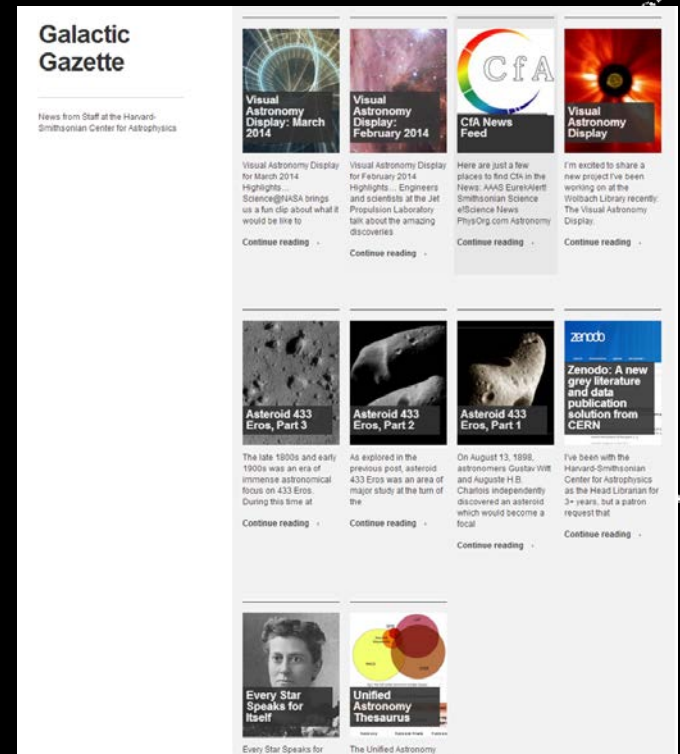 Galactic
Gazette
News from Staff at the Harvard-
Smithsonian Center for Astrophysics
Visual
Astronomy
Display: March
2014
Visual Astronomy Display
for March 2014
Highlights…
Science@NASA brings
us a fun clip about what it
would be like to
Continue reading
Visual
Astronomy
Display:
February 2014
Visual Astronomy Display
for February 2014
Highlights… Engineers
and scientists at the Jet
Propulsion Laboratory
talk about the amazing
discoveries
Continue reading
CfA
CfA News
Feed
Here are just a few
places to find CfA in the
News: AAAS EurekAlert!
Smithsonian Science
e!Science News
PhysOrg.com Astronomy
Continue reading
Visual
Astronomy
Display
I'm excited to share a
new project I've been
working on at the
Wolbach Library recently:
The Visual Astronomy
Display.
Continue reading
Asteroid 433
Eros, Part 3
The late 1800s and early
1900s was an era of
immense astronomical
focus on 433 Eros.
During this time at
Continue reading
Asteroid 433
Eros, Part 2
As explored in the
previous post, asteroid
433 Eros was an area of
major study at the turn of
the
Continue reading
Asteroid 433
Eros, Part 1
On August 13, 1898,
astronomers Gustav Witt
and Auguste H.B.
Charlois independently
discovered an asteroid
which would become a
focal
Continue reading
zenodo
Zenodo: A new
grey literature
and data
publication
solution from
CERN
I've been with the
Harvard-Smithsonian
Center for Astrophysics
as the Head Librarian for
3+ years, but a patron
request that
Continue reading
Every Star
Speaks for
Itself
Every Star Speaks for
Unified
Astronomy
Thesaurus
The Unified Astronomy